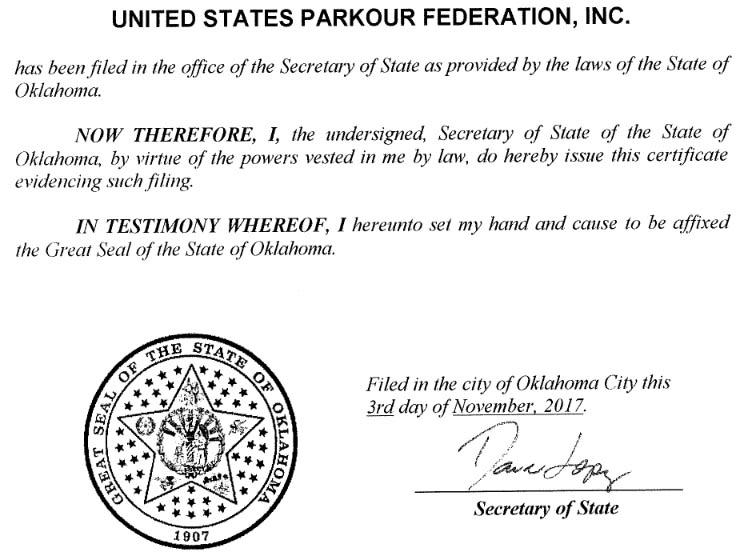 UNITED STATES PARKOUR FEDERATION, INC.
has been filed in the office of the Secretary of State as provided by the laws of the State of
Oklahoma.
NOW THEREFORE, I, the undersigned, Secretary of State of the State of
Oklahoma, by virtue of the powers vested in me by law, do hereby issue this certificate
evidencing such filing.
IN TESTIMONY WHEREOF, I hereunto set my hand and cause to be affixed
the Great Seal of the State of Oklahoma.
GREAT SEAL OF THE STATE OF OKLAHOMA
1907
Filed in the city of Oklahoma City this
3rd day of November, 2017.
Dave Lopez
Secretary of State